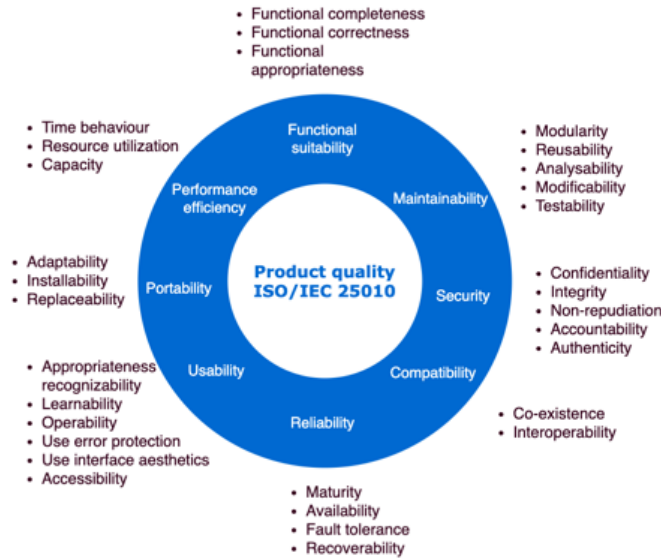 • Functional completeness
• Functional correctness
• Functional
appropriateness
• Time behaviour
• Resource utilization
• Capacity
Functional
suitability
• Modularity
• Reusability
• Analysability
• Modificability
• Testability
Performance
efficiency
Maintainability
• Adaptability
• Installability
• Replaceability
Portability
Product quality
ISO/IEC 25010
Security
• Confidentiality
• Integrity
• Non-repudiation
• Accountability
• Authenticity
• Appropriateness
recognizability
• Learnability
• Operability
• Use error protection
• Use interface aesthetics
• Accessibility
Usability
Compatibility
• Co-existence
• Interoperability
Reliability
• Maturity
• Availability
• Fault tolerance
• Recoverability